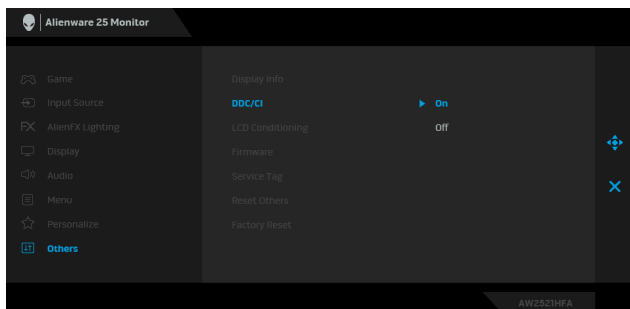 Alienware 25 Monitor
Game
Input Source
AlienFX Lighting
Display
Audio
Menu
Personalize
Others
Display Info
DDC/CI
On
LCD Conditioning
Off
Firmware
Service Tag
Reset Others
Factory Reset
AW2521HFA